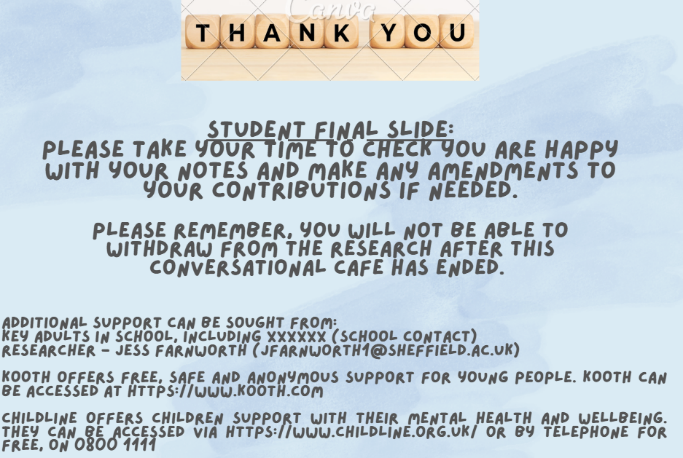 Canva
THANK YOU
STUDENT FINAL SLIDE:
PLEASE TAKE YOUR TIME TO CHECK YOU ARE HAPPY
WITH YOUR NOTES AND MAKE ANY AMENDMENTS TO
YOUR CONTRIBUTIONS IF NEEDED.
PLEASE REMEMBER, YOU WILL NOT BE ABLE TO
WITHDRAW FROM THE RESEARCH AFTER THIS
CONVERSATIONAL CAFE HAS ENDED.
ADDITIONAL SUPPORT CAN BE SOUGHT FROM:
KEY ADULTS IN SCHOOL, INCLUDING XXXXXX (SCHOOL CONTACT)
RESEARCHER - JESS FARNWORTH (JFARNWORTH1@SHEFFIELD.AC.UK)
KOOTH OFFERS FREE, SAFE AND ANONYMOUS SUPPORT FOR YOUNG PEOPLE. KOOTH CAN
BE ACCESSED AT HTTPS://WWW.KOOTH.COM
CHILDLINE OFFERS CHILDREN SUPPORT WITH THEIR MENTAL HEALTH AND WELLBEING.
THEY CAN BE ACCESSED VIA HTTPS://WWW.CHILDLINE.ORG.UK/ OR BY TELEPHONE FOR
FREE, ON 0800 1111